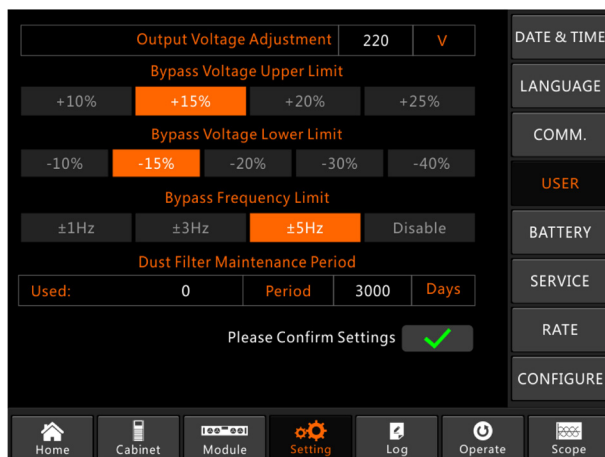 Output Voltage Adjustment 220 V
Bypass Voltage Upper Limit
+10% +15% +20% +25%
Bypass Voltage Lower Limit
-10% -15% -20% -30% -40%
Bypass Frequency Limit
±1Hz ±3Hz ±5Hz Disable
Dust Filter Maintenance Period
Used: 0 Period 3000 Days
Please Confirm Settings
DATE & TIME
LANGUAGE
COMM.
USER
BATTERY
SERVICE
RATE
CONFIGURE
Home Cabinet Module Setting Log Operate Scope